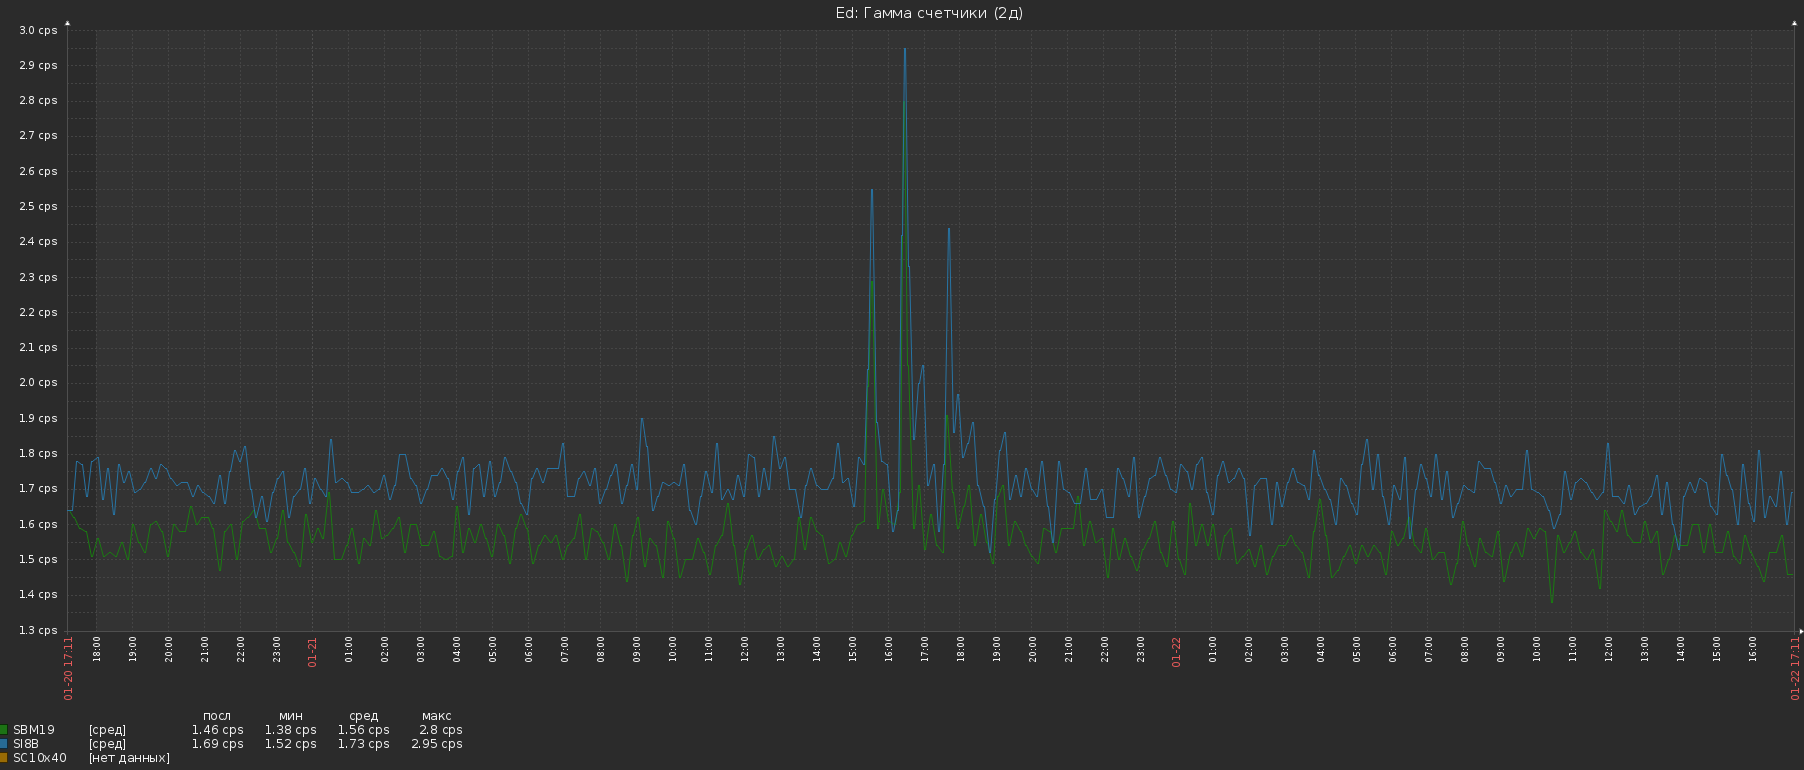 Ed: Гамма счетчики (2д)
3.0 cps
2.9 cps
2.8 cps
2.7 cps
2.6 cps
2.5 cps
2.4 cps
2.3 cps
2.2 cps
2.1 cps
2.0 cps
1.9 cps
1.8 cps
1.7 cps
1.6 cps
1.5 cps
1.4 cps
1.3 cps
01-20 17:11 18:00 19:00 20:00 21:00 22:00 23:00 01-21 01:00 02:00 03:00 04:00 05:00 06:00 07:00 08:00 09:00 10:00 11:00 12:00 13:00 14:00 15:00 16:00 17:00 18:00 19:00 20:00 21:00 22:00 23:00 01-22 01:00 02:00 03:00 04:00 05:00 06:00 07:00 08:00 09:00 10:00 11:00 12:00 13:00 14:00 15:00 16:00 01-22 17:11
посл мин сред макс
SBM19 [сред] 1.46 cps 1.38 cps 1.56 cps 2.8 cps
SI8B [сред] 1.69 cps 1.52 cps 1.73 cps 2.95 cps
SC10x40 [нет данных]